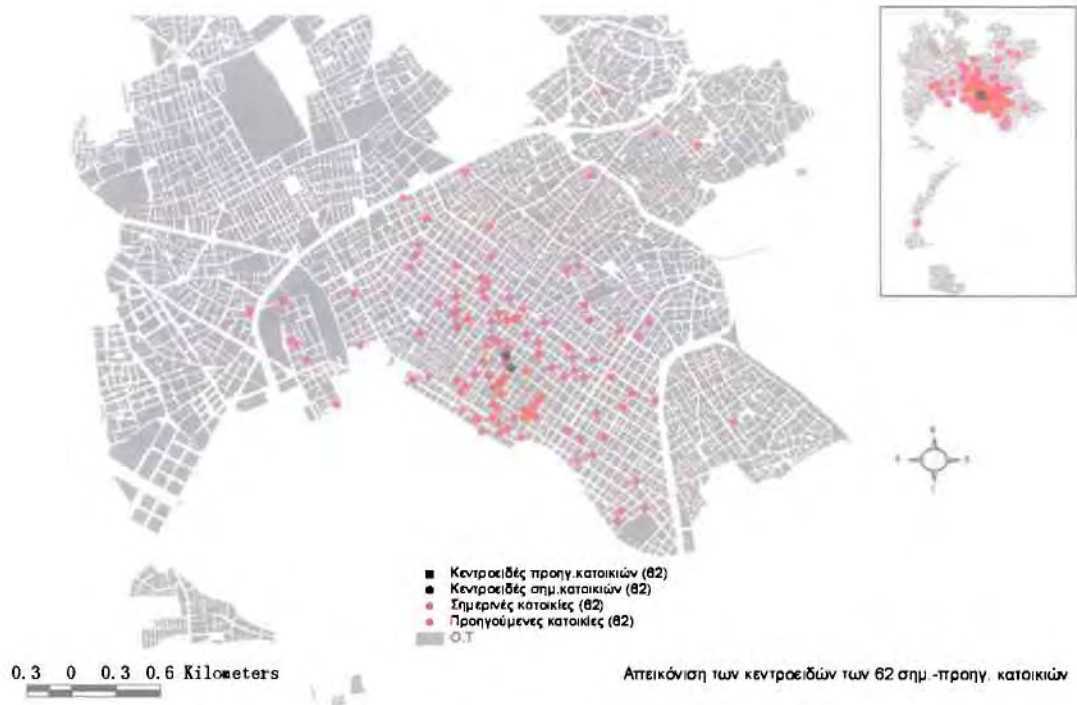 Κεντροειδές προηγ.κατοικιών (62)
Κεντροειδές σημ.κατοικιών (62)
Σημερινές κατοικίες (62)
Προηγούμενες κατοικίες (62)
Ο.Τ
0.3 0 0.3 0.6 Kilometers
Απεικόνιση των κεντροειδών των 62 σημ.-προηγ. κατοικιών